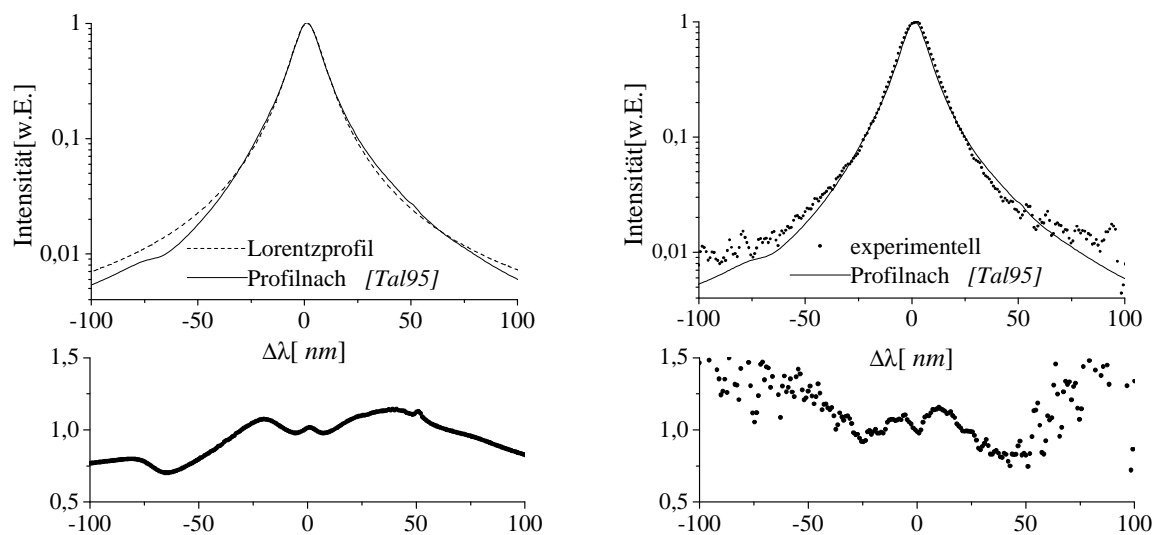 1
0,1
0,01
Intensität[w.E.]
Lorentzprofil
Profilnach [Tal95]
-100 -50 0 50 100
Δλ[ nm]
1,5
1,0
0,5
-100 -50 0 50 100
1
0,1
0,01
Intensität[w.E.]
experimentell
Profilnach [Tal95]
-100 -50 0 50 100
Δλ[ nm]
1,5
1,0
0,5
-100 -50 0 50 100